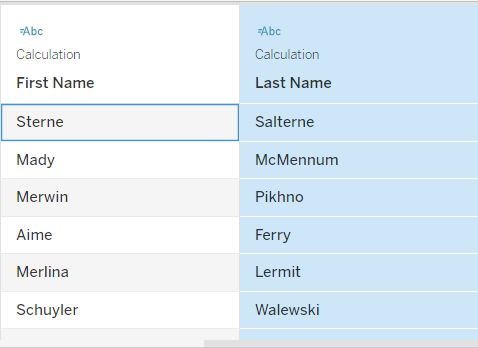 =Abc =Abc
Calculation Calculation
First Name Last Name
Sterne Salterne
Mady McMennum
Merwin Pikhno
Aime Ferry
Merlina Lermit
Schuyler Walewski